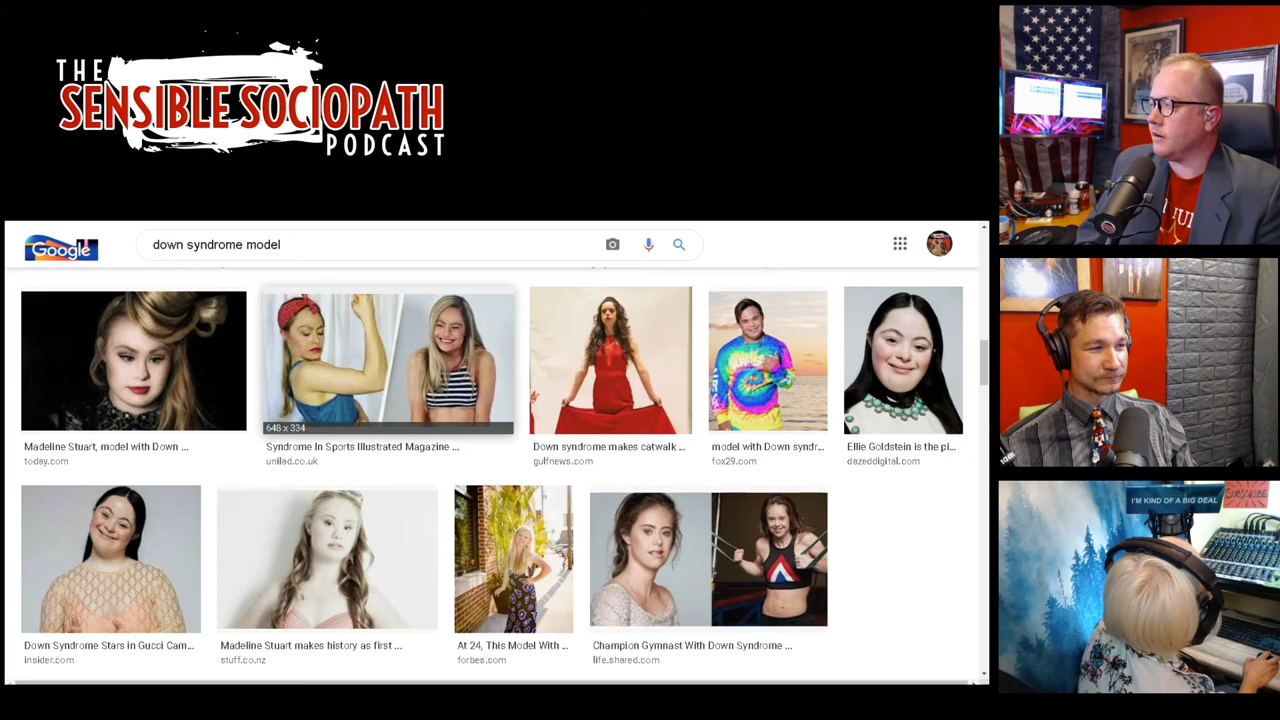 THE
SENSIBLE SOCIOPATH
PODCAST
Google
down syndrome model
648 x 334
Madeline Stuart, model with Down ...
today.com
Syndrome In Sports Illustrated Magazine ...
unilad.co.uk
Down syndrome makes catwalk ...
gulfnews.com
model with Down syndr...
fox29.com
Ellie Goldstein is the pi...
dazeddigital.com
Down Syndrome Stars in Gucci Cam...
insider.com
Madeline Stuart makes history as first ...
stuff.co.nz
At 24, This Model With ...
forbes.com
Champion Gymnast With Down Syndrome ...
life.shared.com
I'M KIND OF A BIG DEAL
SUBSCRIBE